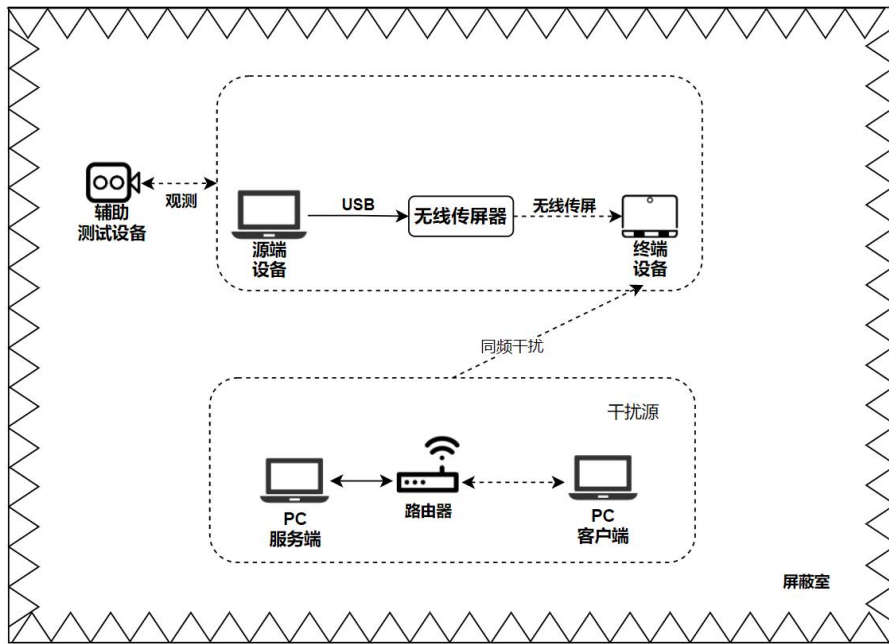 USB
无线传屏器
无线传屏
观测
辅助
测试设备
源端
设备
终端
设备
同频干扰
干扰源
PC
服务端
路由器
PC
客户端
屏蔽室